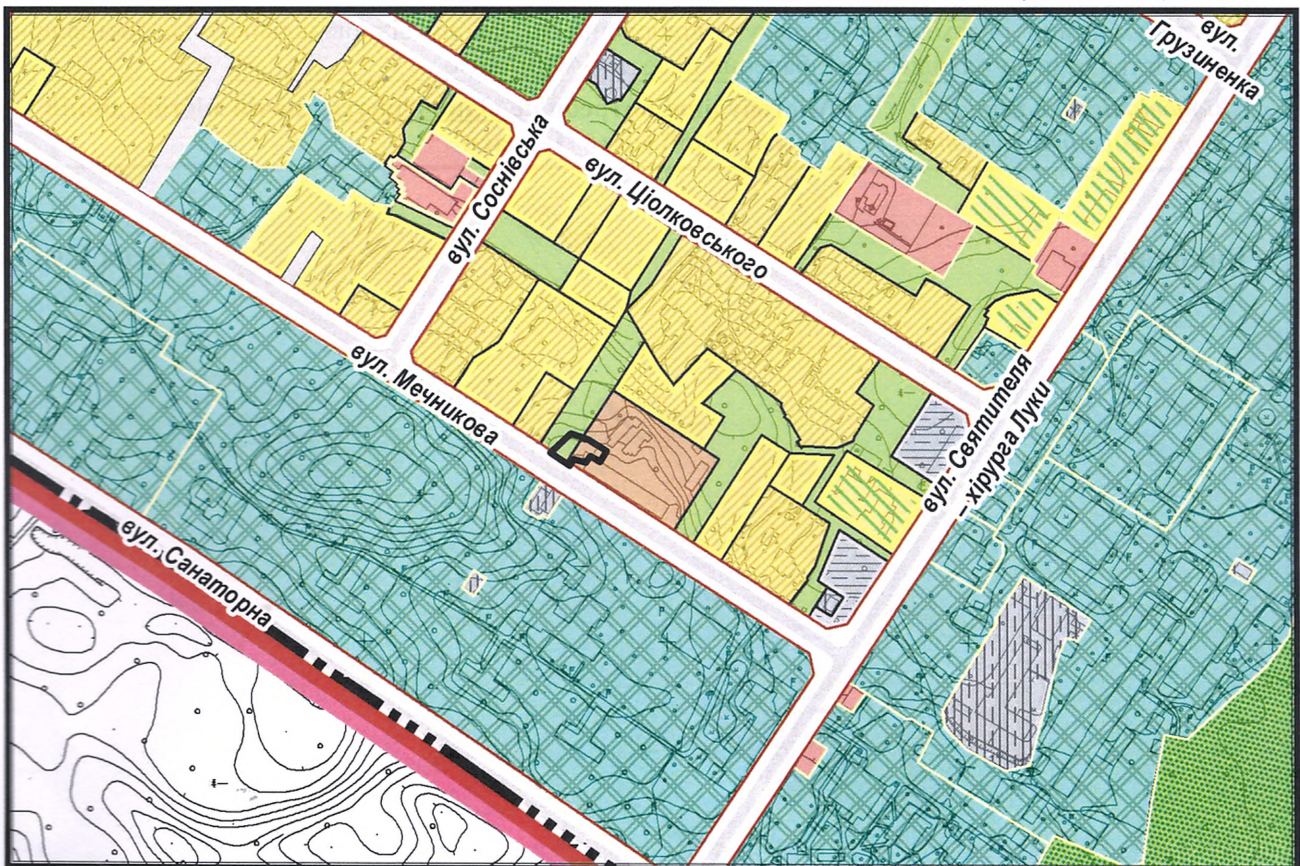 вул.
Грузиненка
вул. Соснівська
вул. Ціолковського
вул. Мечникова
вул. Святителя
– хірурга Луки
вул. Санаторна